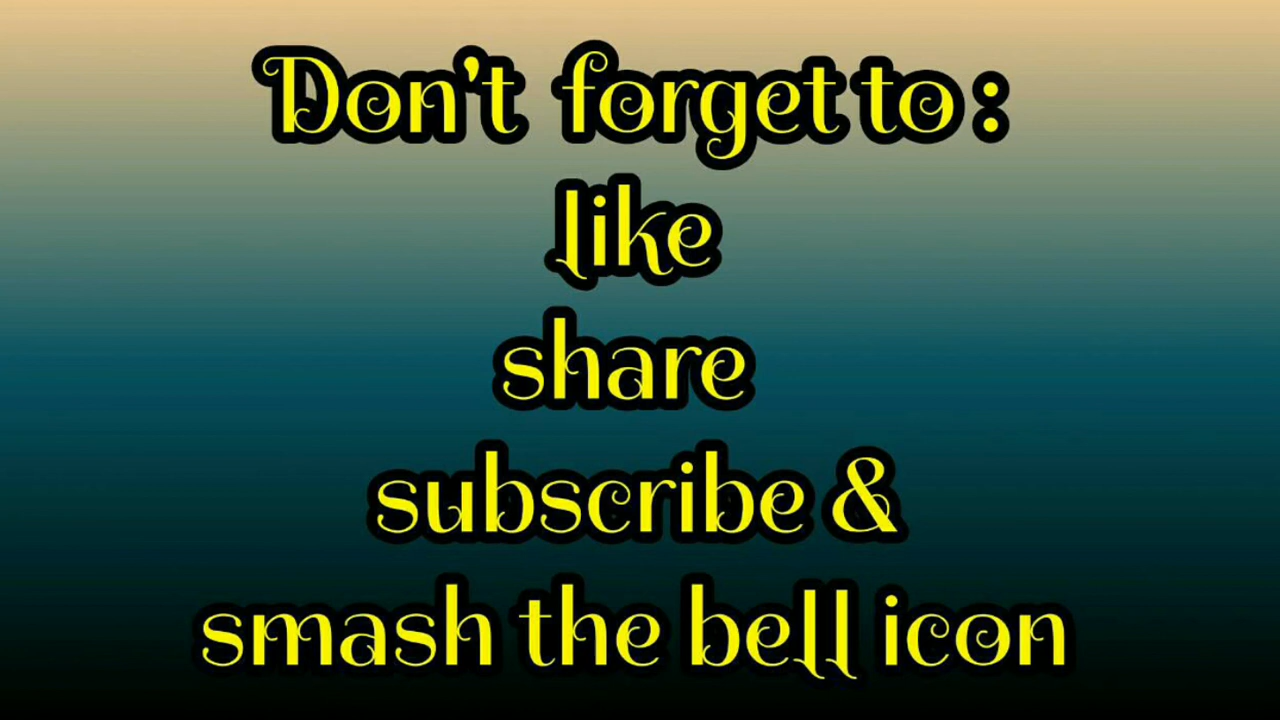 Don't forget to :
like
share
subscribe &
smash the bell icon